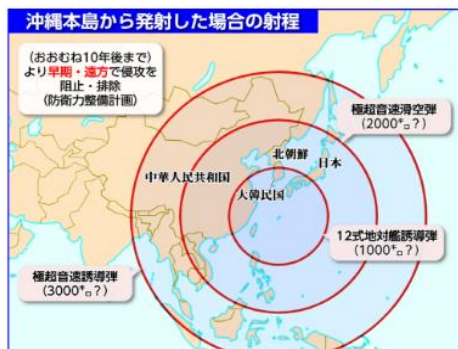 沖縄本島から発射した場合の射程
(おおむね10年後まで)
より早期・遠方で侵攻を
阻止・排除
(防衛力整備計画)
極超音速滑空弾
(2000㌔?)
北朝鮮
日本
中華人民共和国
大韓民国
12式地対艦誘導弾
(1000㌔?)
極超音速誘導弾
(3000㌔?)